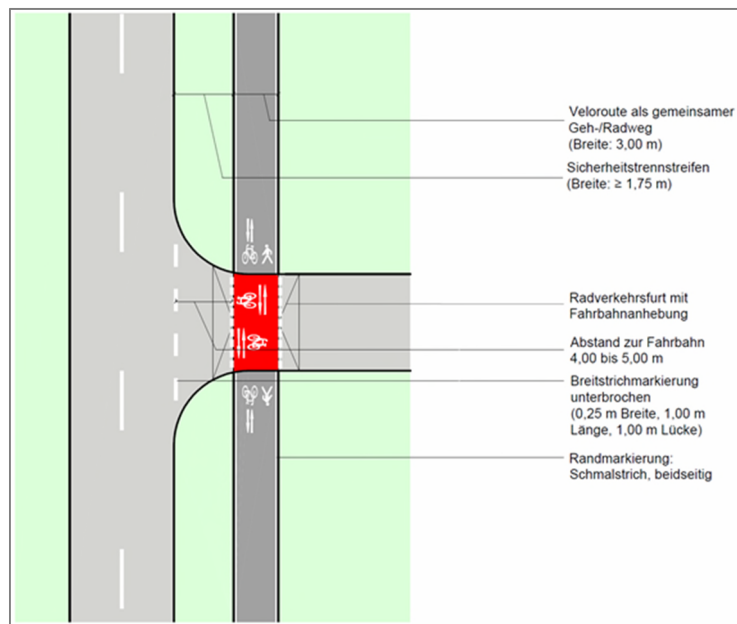 Veloroute als gemeinsamer
Geh-/Radweg
(Breite: 3,00 m)
Sicherheitstrennstreifen
(Breite: ≥ 1,75 m)
Radverkehrsfurt mit
Fahrbahnanhebung
Abstand zur Fahrbahn
4,00 bis 5,00 m
Breitstrichmarkierung
unterbrochen
(0,25 m Breite, 1,00 m
Länge, 1,00 m Lücke)
Randmarkierung:
Schmalstrich, beidseitig